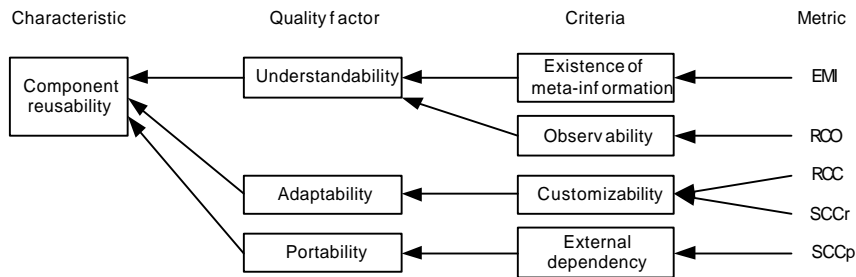 Characteristic Quality factor Criteria Metric
Component
reusability
Understandability
Existence of
meta-information
EMI
Observability
RCO
Adaptability
Customizability
RCC
SCCr
Portability
External
dependency
SCCp